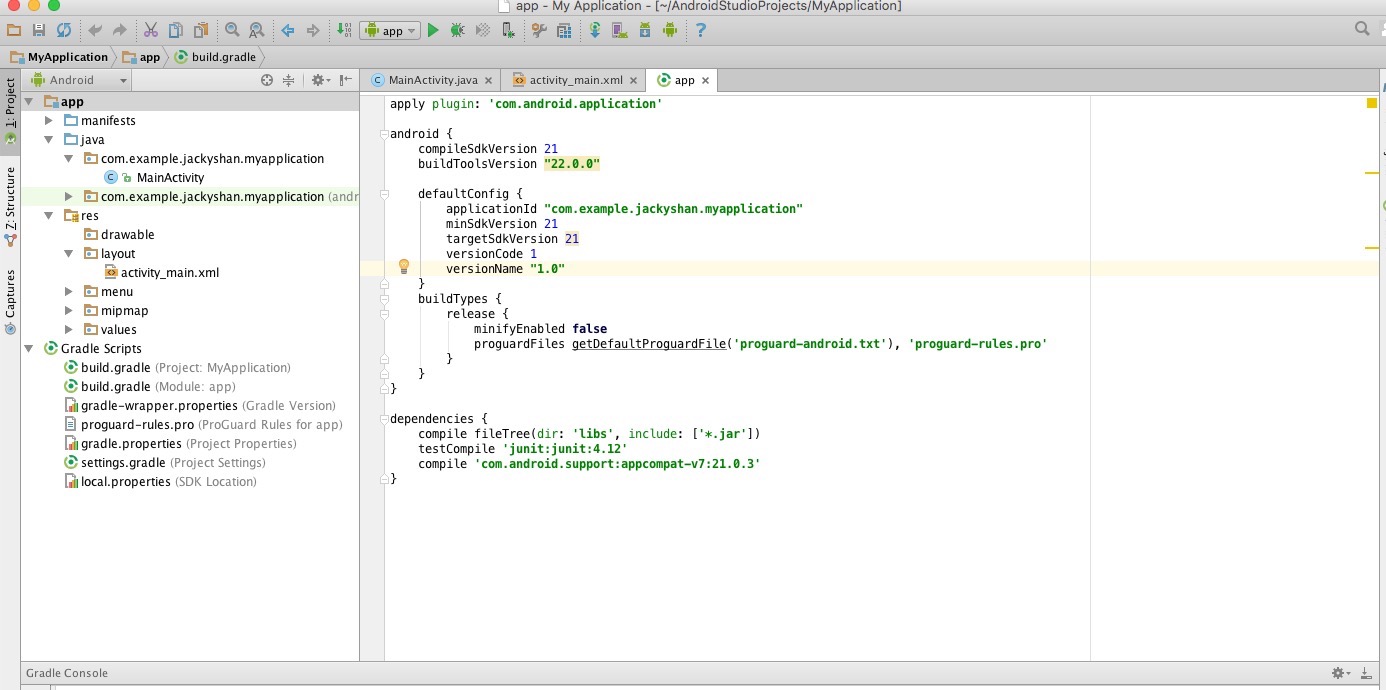 app - My Application - [~/AndroidStudioProjects/MyApplication]
app
MyApplication app build.gradle
1: Project
Z: Structure
Captures
Android
MainActivity.java activity_main.xml app
app
manifests
java
com.example.jackyshan.myapplication
MainActivity
com.example.jackyshan.myapplication (andr
res
drawable
layout
activity_main.xml
menu
mipmap
values
Gradle Scripts
build.gradle (Project: MyApplication)
build.gradle (Module: app)
gradle-wrapper.properties (Gradle Version)
proguard-rules.pro (ProGuard Rules for app)
gradle.properties (Project Properties)
settings.gradle (Project Settings)
local.properties (SDK Location)
apply plugin: 'com.android.application'
android {
compileSdkVersion 21
buildToolsVersion "22.0.0"
defaultConfig {
applicationId "com.example.jackyshan.myapplication"
minSdkVersion 21
targetSdkVersion 21
versionCode 1
versionName "1.0"
}
buildTypes {
release {
minifyEnabled false
proguardFiles getDefaultProguardFile('proguard-android.txt'), 'proguard-rules.pro'
}
}
}
dependencies {
compile fileTree(dir: 'libs', include: ['*.jar'])
testCompile 'junit:junit:4.12'
compile 'com.android.support:appcompat-v7:21.0.3'
}
Gradle Console